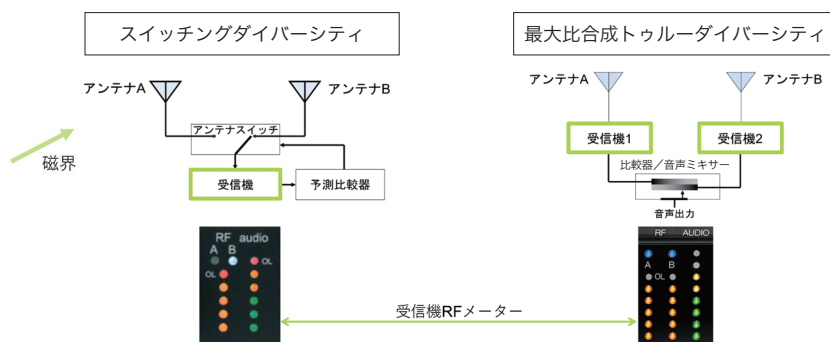 スイッチングダイバーシティ
最大比合成トゥルーダイバーシティ
アンテナA
アンテナB
アンテナスイッチ
受信機
予測比較器
磁界
アンテナA
アンテナB
受信機1
受信機2
比較器/音声ミキサー
音声出力
RF audio
A B
OL
OL
RF AUDIO
A B
OL
受信機RFメーター